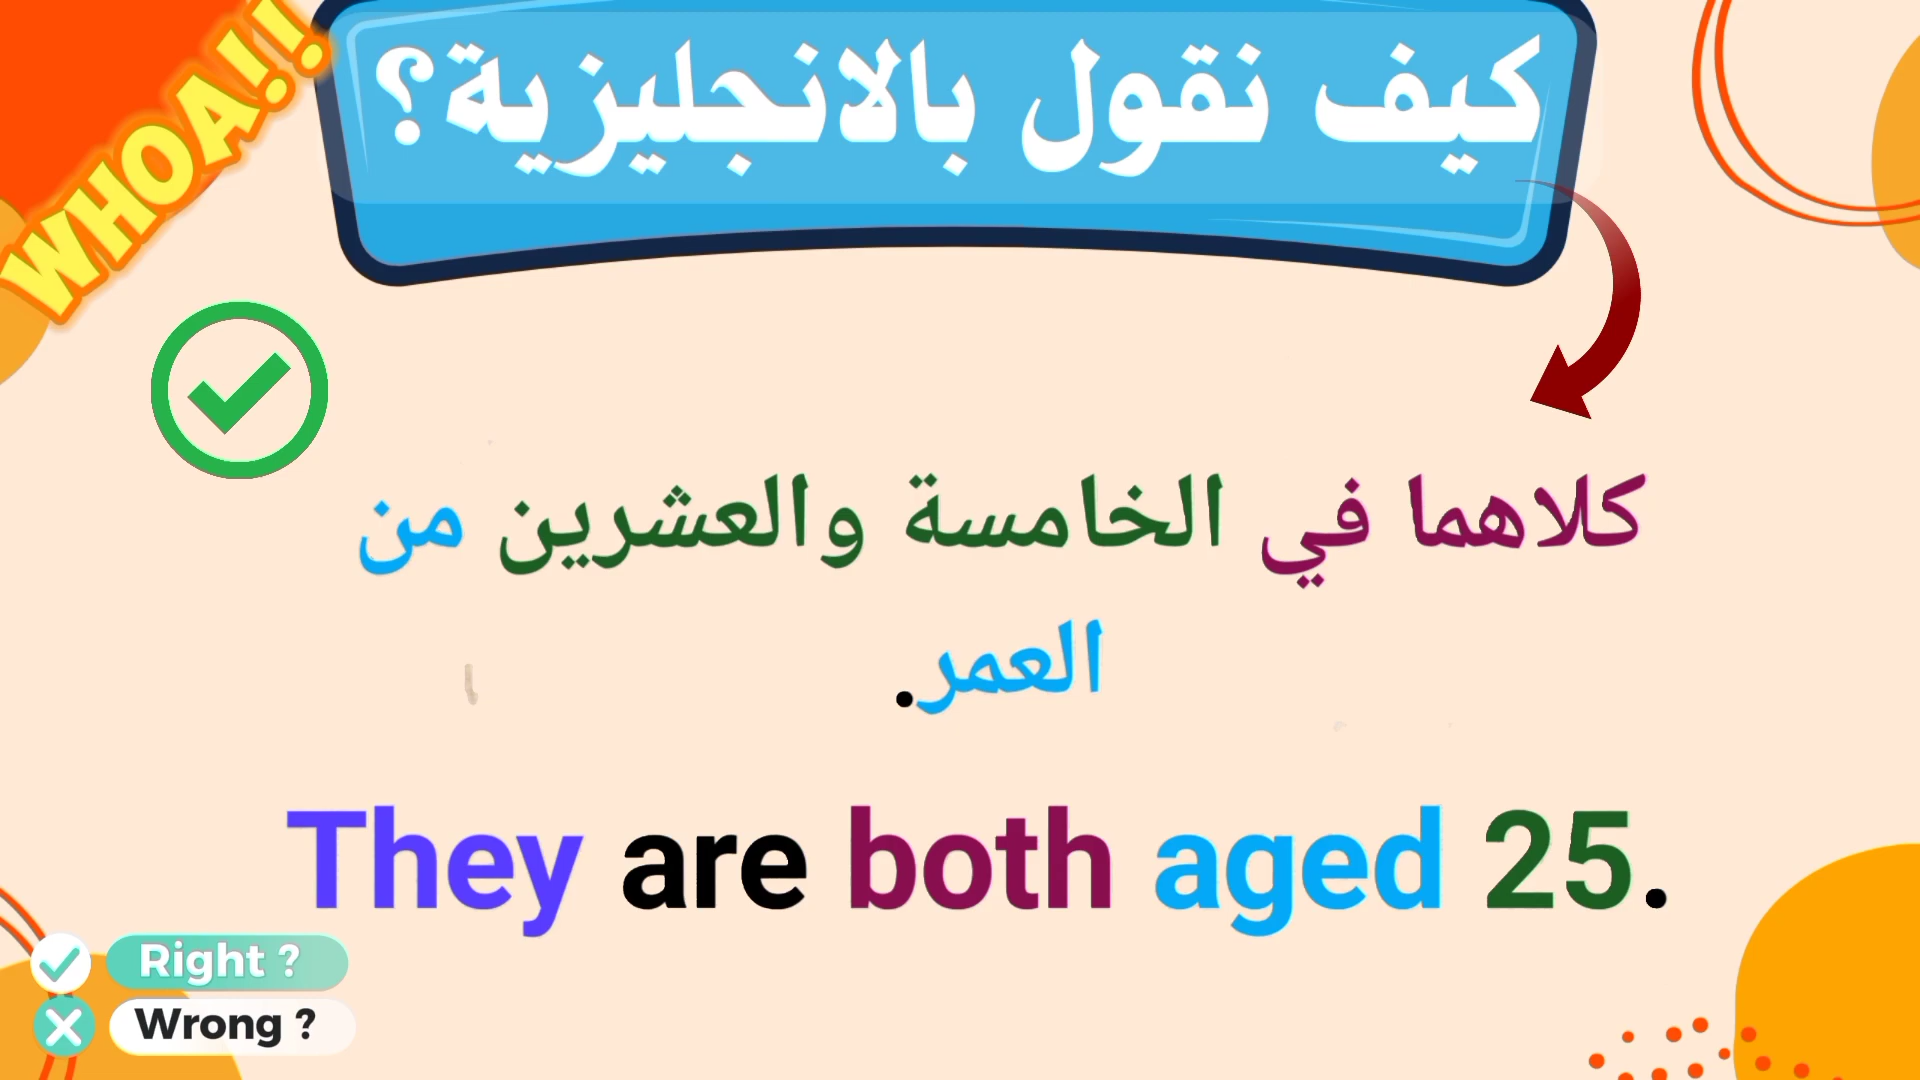 WHOA!!
كيف نقول بالانجليزية؟
كلاهما في الخامسة والعشرين من
العمر.
They are both aged 25.
Right ?
Wrong ?